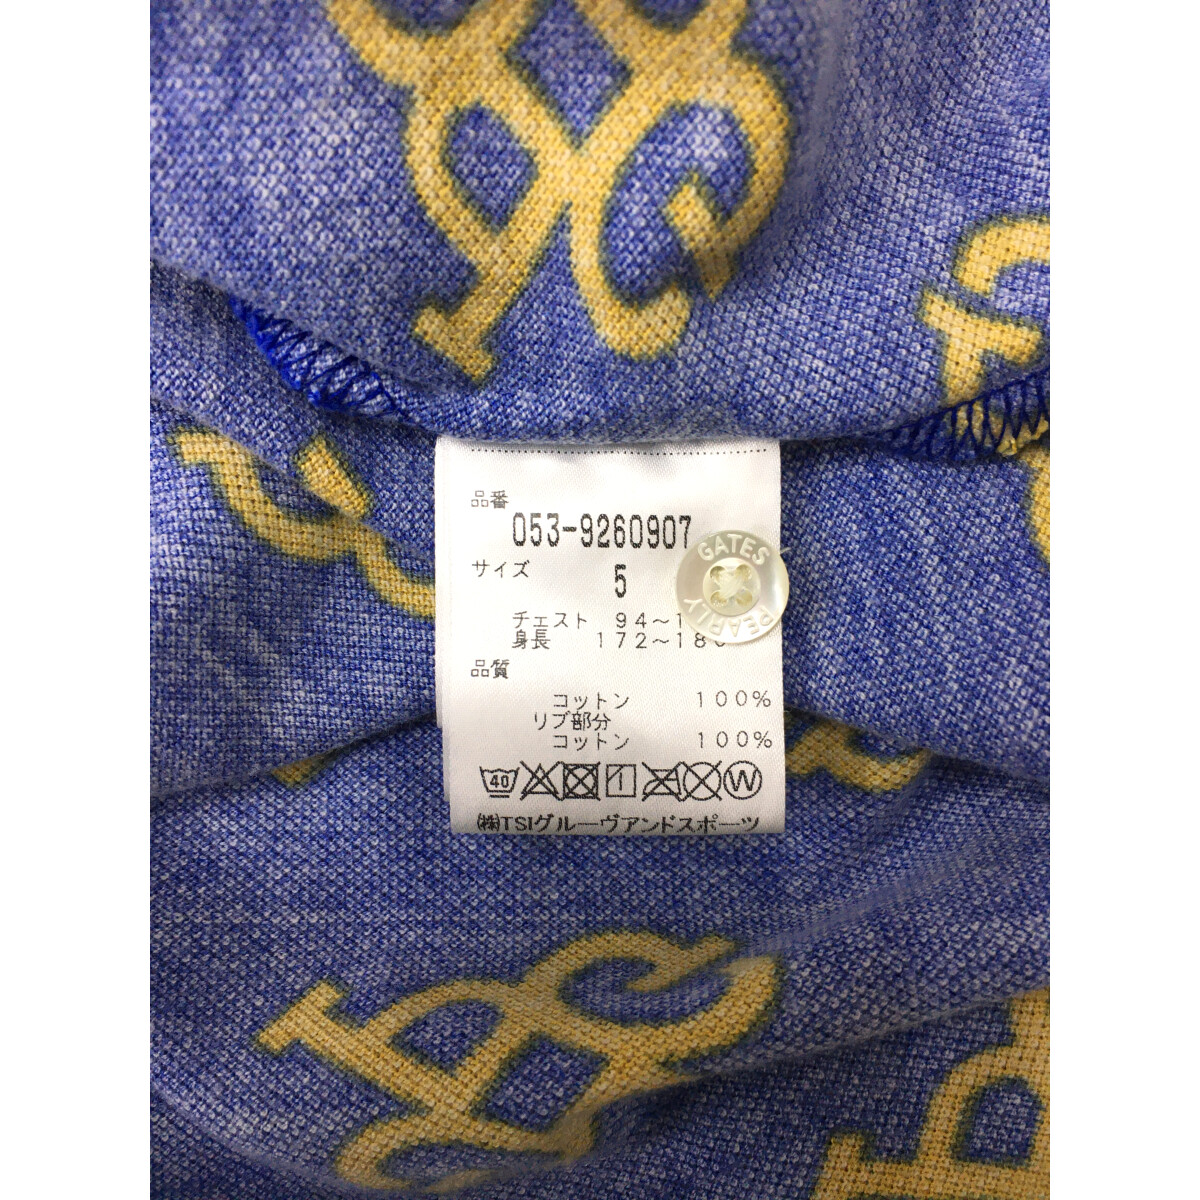 品番
053-9260907
サイズ
5
チェスト 94～1
身長 172～18
品質
コットン 100%
リブ部分
コットン 100%
40
1
W
㈱TSIグルーヴアンドスポーツ
GATES
PEARLY